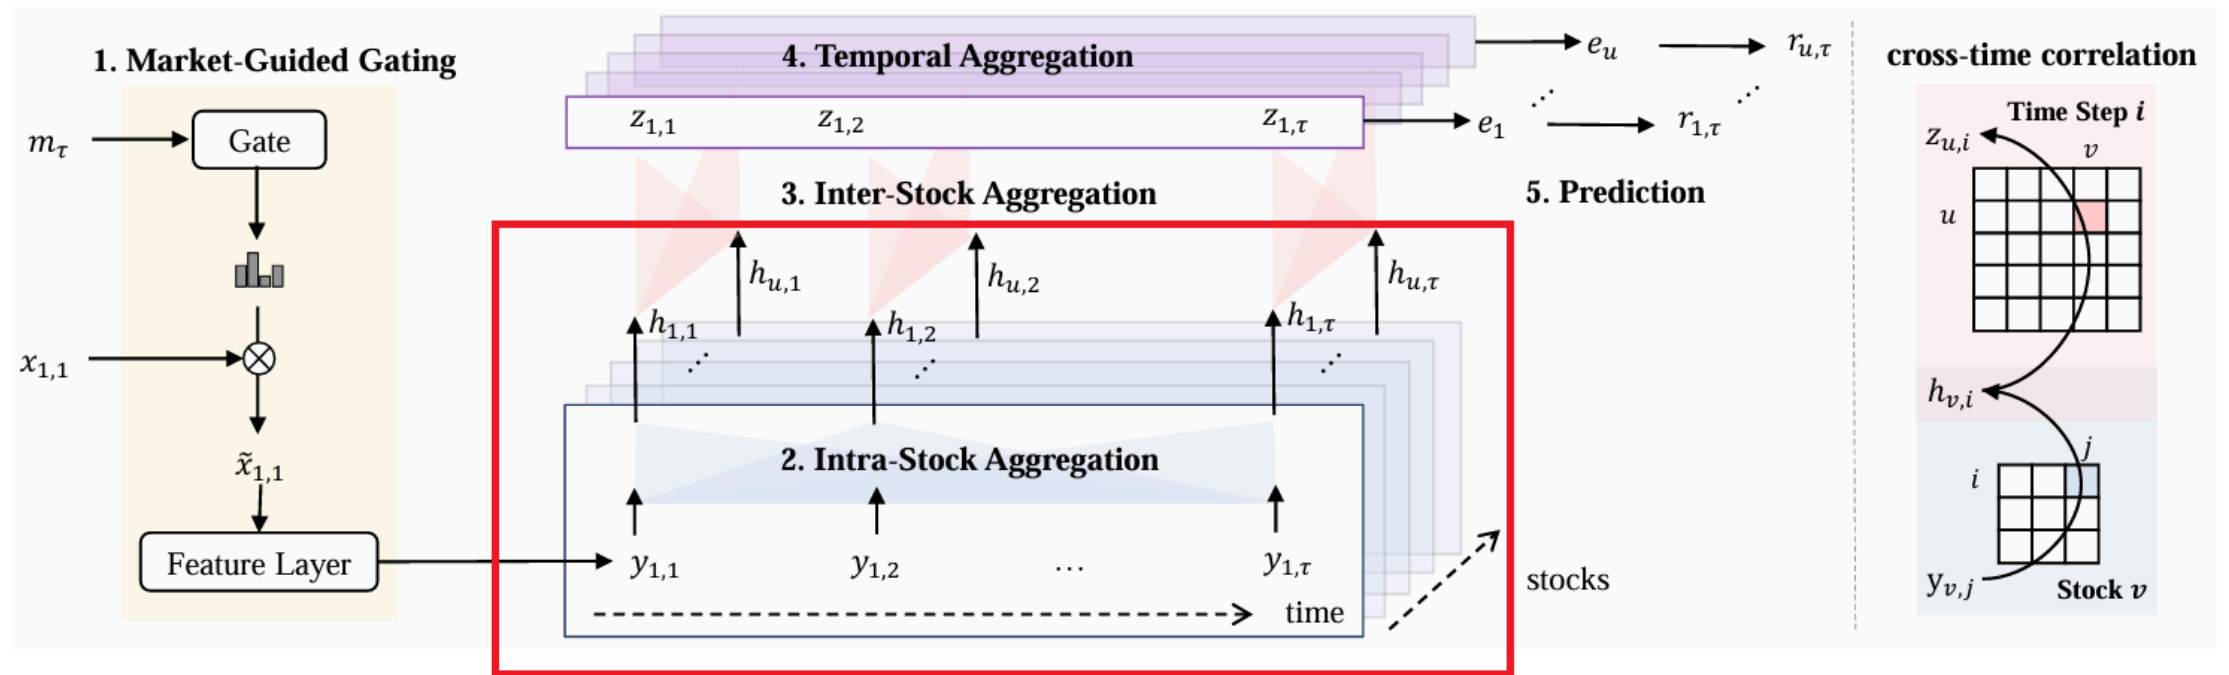 1. Market-Guided Gating
m_τ
Gate
x_{1,1}
x̃_{1,1}
Feature Layer
4. Temporal Aggregation
z_{1,1} z_{1,2} z_{1,τ}
e_u r_{u,τ}
⋰ ⋰
e_1 r_{1,τ}
3. Inter-Stock Aggregation
5. Prediction
h_{u,1} h_{u,2} h_{u,τ}
h_{1,1} h_{1,2} h_{1,τ}
⋰ ⋰ ⋰
2. Intra-Stock Aggregation
y_{1,1} y_{1,2} … y_{1,τ}
time
stocks
cross-time correlation
Time Step i
z_{u,i}
v
u
h_{v,i}
j
i
y_{v,j}
Stock v